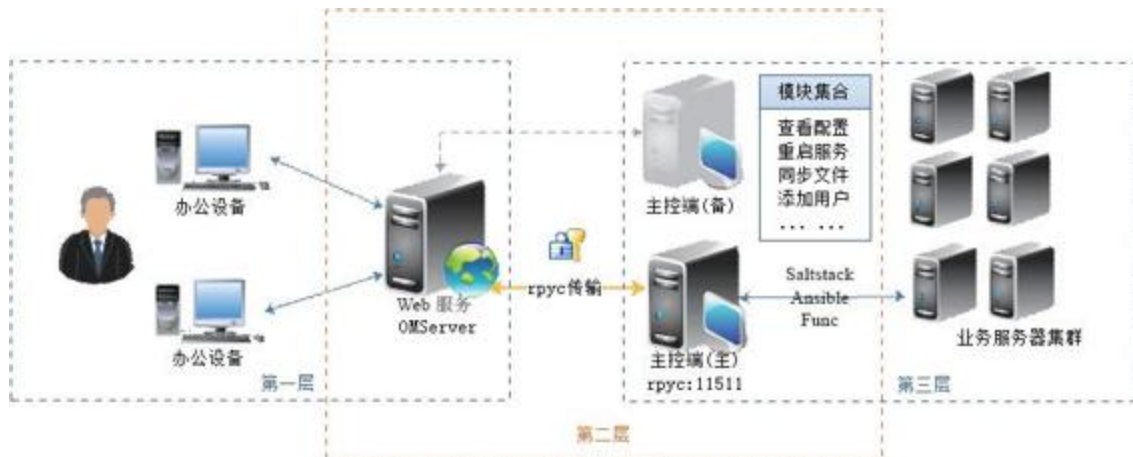 模块集合
查看配置
重启服务
同步文件
添加用户
... ...
办公设备
主控端(备)
rpyc传输
Saltstack
Ansible
Func
Web 服务
OMServer
办公设备
主控端(主)
rpyc:11511
业务服务器集群
第一层
第三层
第二层